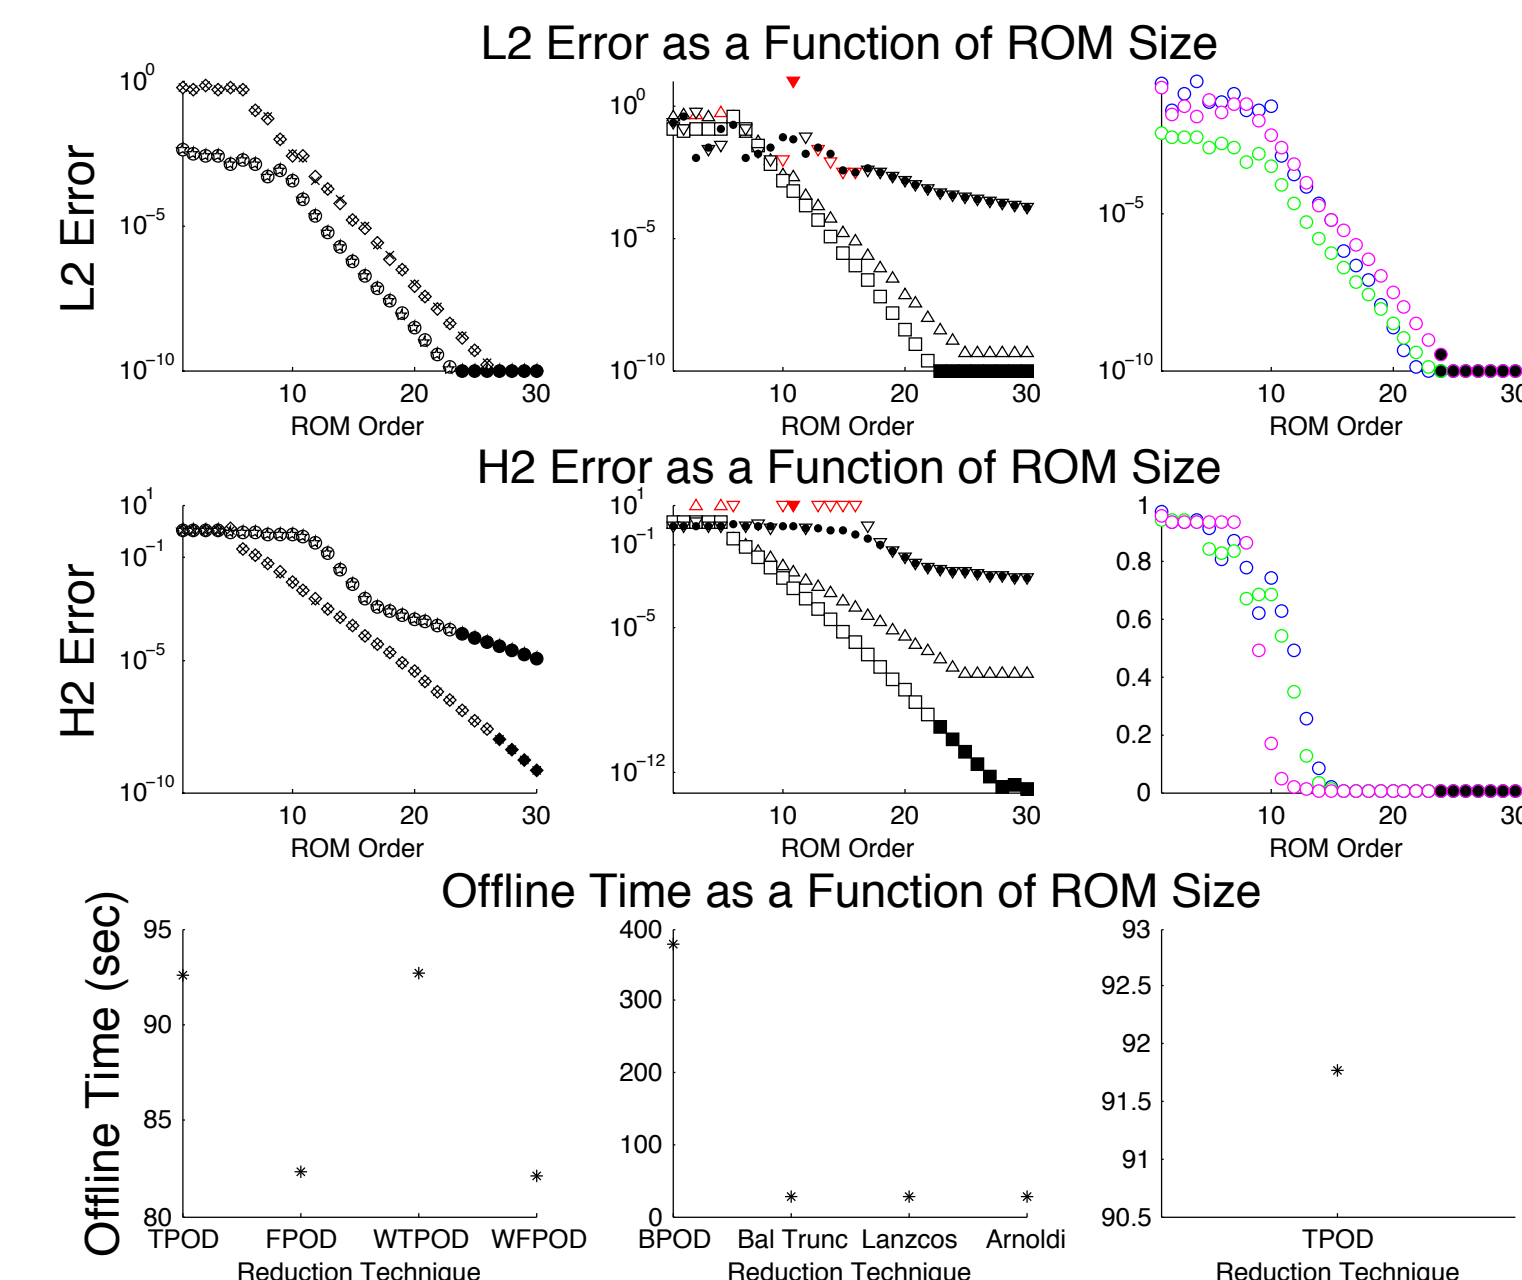 L2 Error as a Function of ROM Size
L2 Error
10^0
10^−5
10^−10
10 20 30
ROM Order
10^0
10^−5
10^−10
10 20 30
ROM Order
10^−5
10^−10
10 20 30
ROM Order
H2 Error as a Function of ROM Size
H2 Error
10^1
10^−1
10^−5
10^−10
10 20 30
ROM Order
10^1
10^−1
10^−5
10^−12
10 20 30
ROM Order
1
0.8
0.6
0.4
0.2
0
10 20 30
ROM Order
Offline Time as a Function of ROM Size
Offline Time (sec)
95
90
85
80
TPOD FPOD WTPOD WFPOD
Reduction Technique
400
300
200
100
0
BPOD Bal Trunc Lanzcos Arnoldi
Reduction Technique
93
92.5
92
91.5
91
90.5
TPOD
Reduction Technique